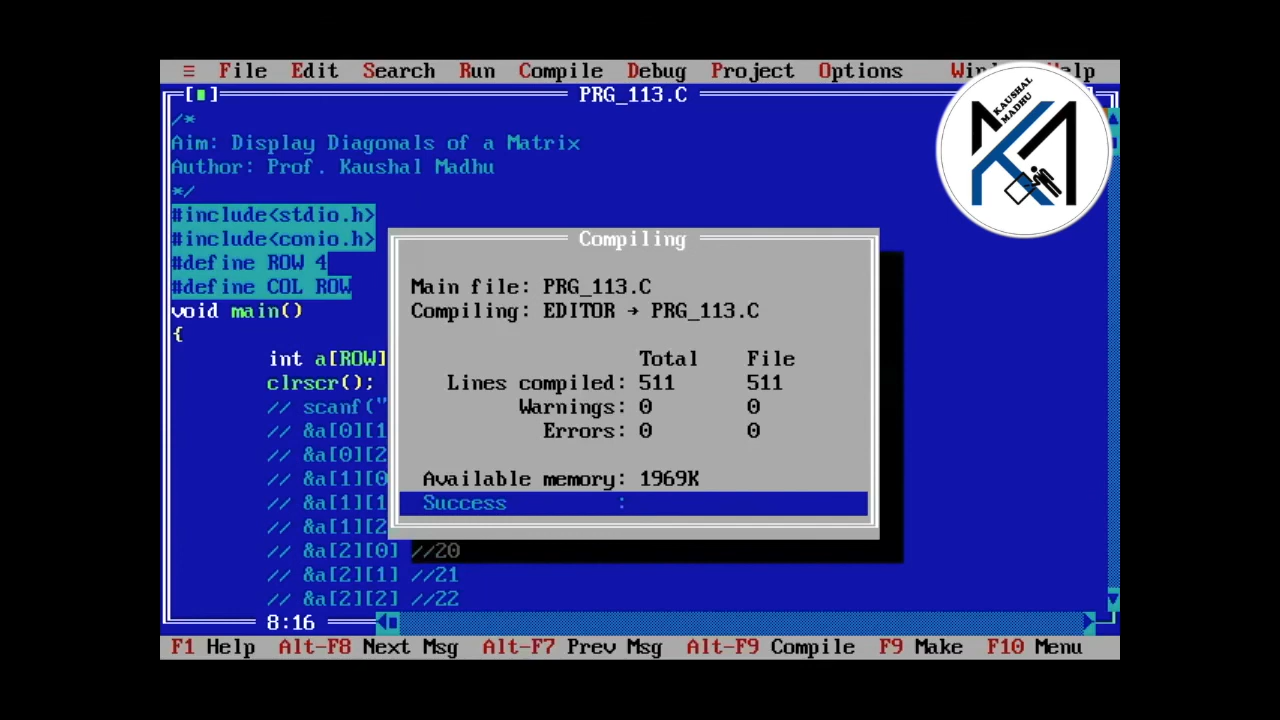 ≡ File Edit Search Run Compile Debug Project Options
[■] PRG_113.C
KAUSHAL
MADHU
/*
Aim: Display Diagonals of a Matrix
Author: Prof. Kaushal Madhu
*/
#include<stdio.h>
#include<conio.h>
#define ROW 4
#define COL ROW
void main()
{
int a[ROW]
clrscr();
// scanf("
// &a[0][1
// &a[0][2
// &a[1][0
// &a[1][1
// &a[1][2
// &a[2][0] //20
// &a[2][1] //21
// &a[2][2] //22
Compiling
Main file: PRG_113.C
Compiling: EDITOR → PRG_113.C
Total File
Lines compiled: 511 511
Warnings: 0 0
Errors: 0 0
Available memory: 1969K
Success :
8:16
F1 Help Alt-F8 Next Msg Alt-F7 Prev Msg Alt-F9 Compile F9 Make F10 Menu